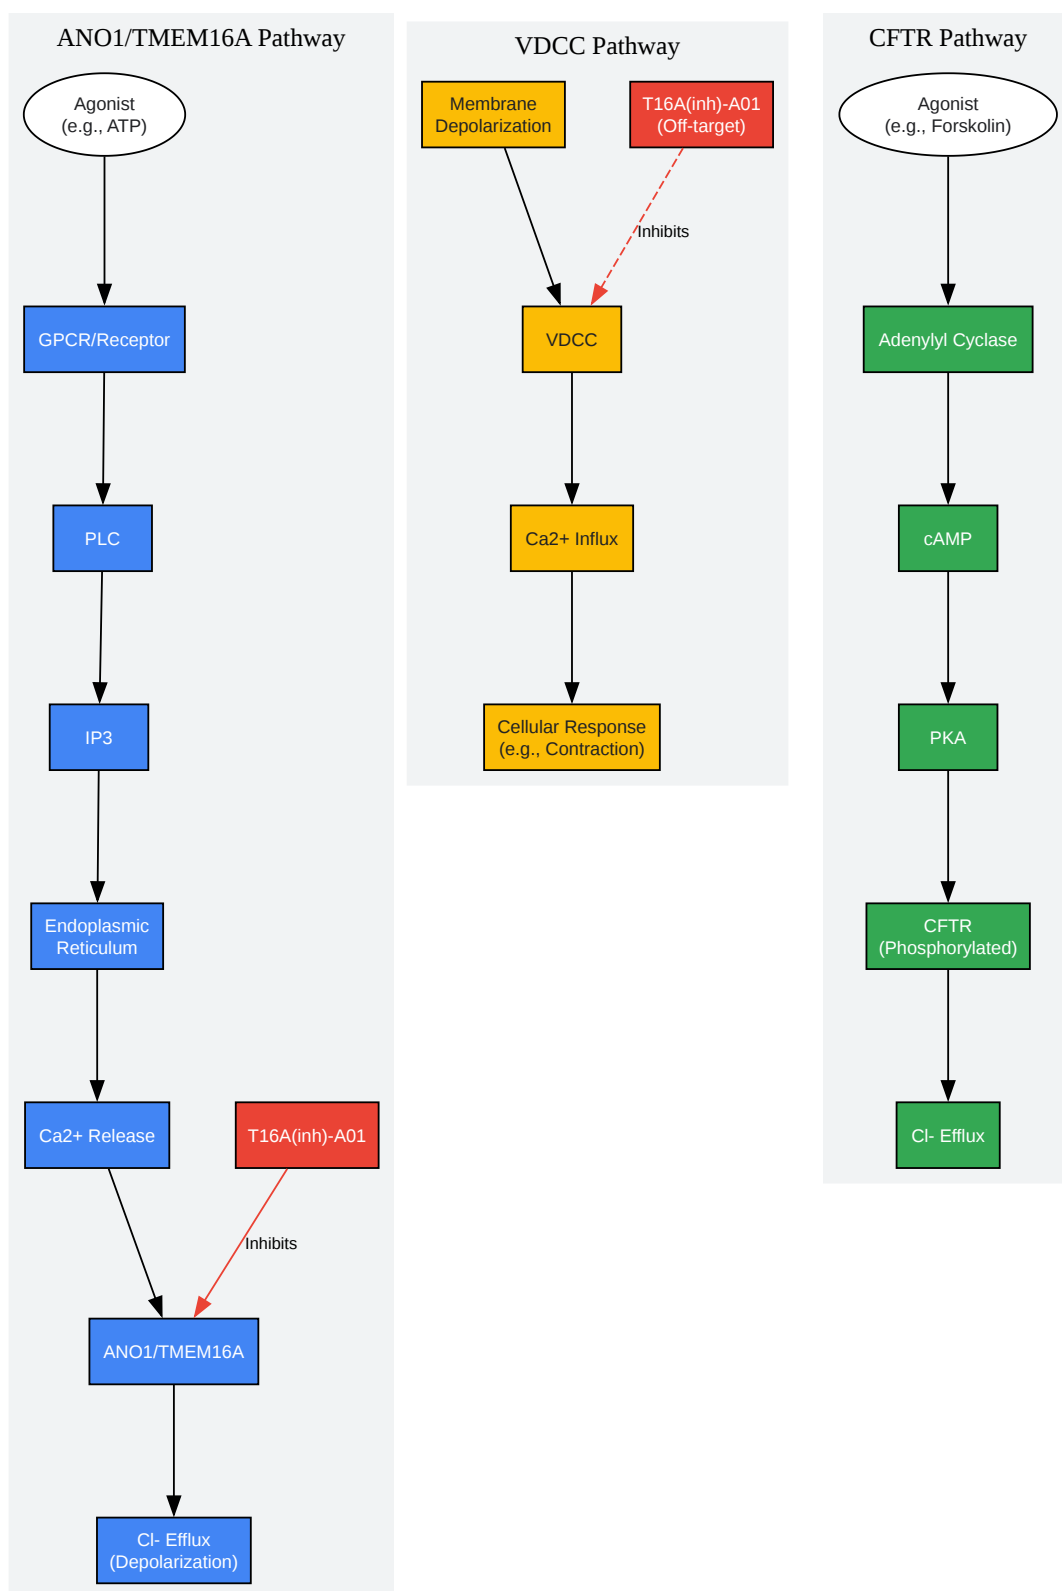 ANO1/TMEM16A Pathway
Agonist
(e.g., ATP)
GPCR/Receptor
PLC
IP3
Endoplasmic
Reticulum
Ca2+ Release
T16A(inh)-A01
Inhibits
ANO1/TMEM16A
Cl- Efflux
(Depolarization)
VDCC Pathway
Membrane
Depolarization
T16A(inh)-A01
(Off-target)
Inhibits
VDCC
Ca2+ Influx
Cellular Response
(e.g., Contraction)
CFTR Pathway
Agonist
(e.g., Forskolin)
Adenylyl Cyclase
cAMP
PKA
CFTR
(Phosphorylated)
Cl- Efflux